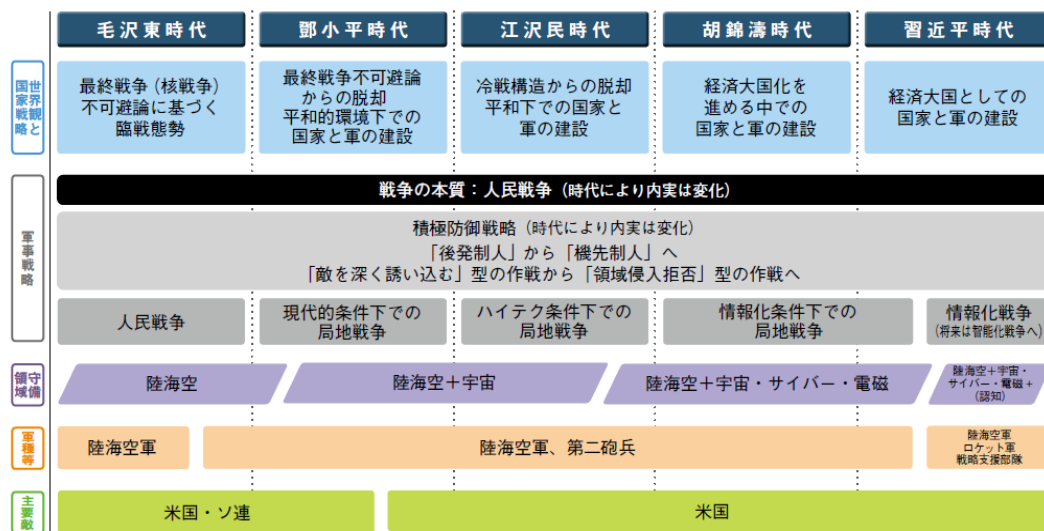 毛沢東時代
鄧小平時代
江沢民時代
胡錦濤時代
習近平時代
世界観と
国家戦略
最終戦争(核戦争)
不可避論に基づく
臨戦態勢
最終戦争不可避論
からの脱却
平和的環境下での
国家と軍の建設
冷戦構造からの脱却
平和下での国家と
軍の建設
経済大国化を
進める中での
国家と軍の建設
経済大国としての
国家と軍の建設
軍事戦略
戦争の本質:人民戦争(時代により内実は変化)
積極防御戦略(時代により内実は変化)
「後発制人」から「機先制人」へ
「敵を深く誘い込む」型の作戦から「領域侵入拒否」型の作戦へ
人民戦争
現代的条件下での
局地戦争
ハイテク条件下での
局地戦争
情報化条件下での
局地戦争
情報化戦争
(将来は智能化戦争へ)
守備
領域
陸海空
陸海空+宇宙
陸海空+宇宙・サイバー・電磁
陸海空+宇宙・
サイバー・電磁+
(認知)
軍種等
陸海空軍
陸海空軍、第二砲兵
陸海空軍
ロケット軍
戦略支援部隊
主要敵
米国・ソ連
米国